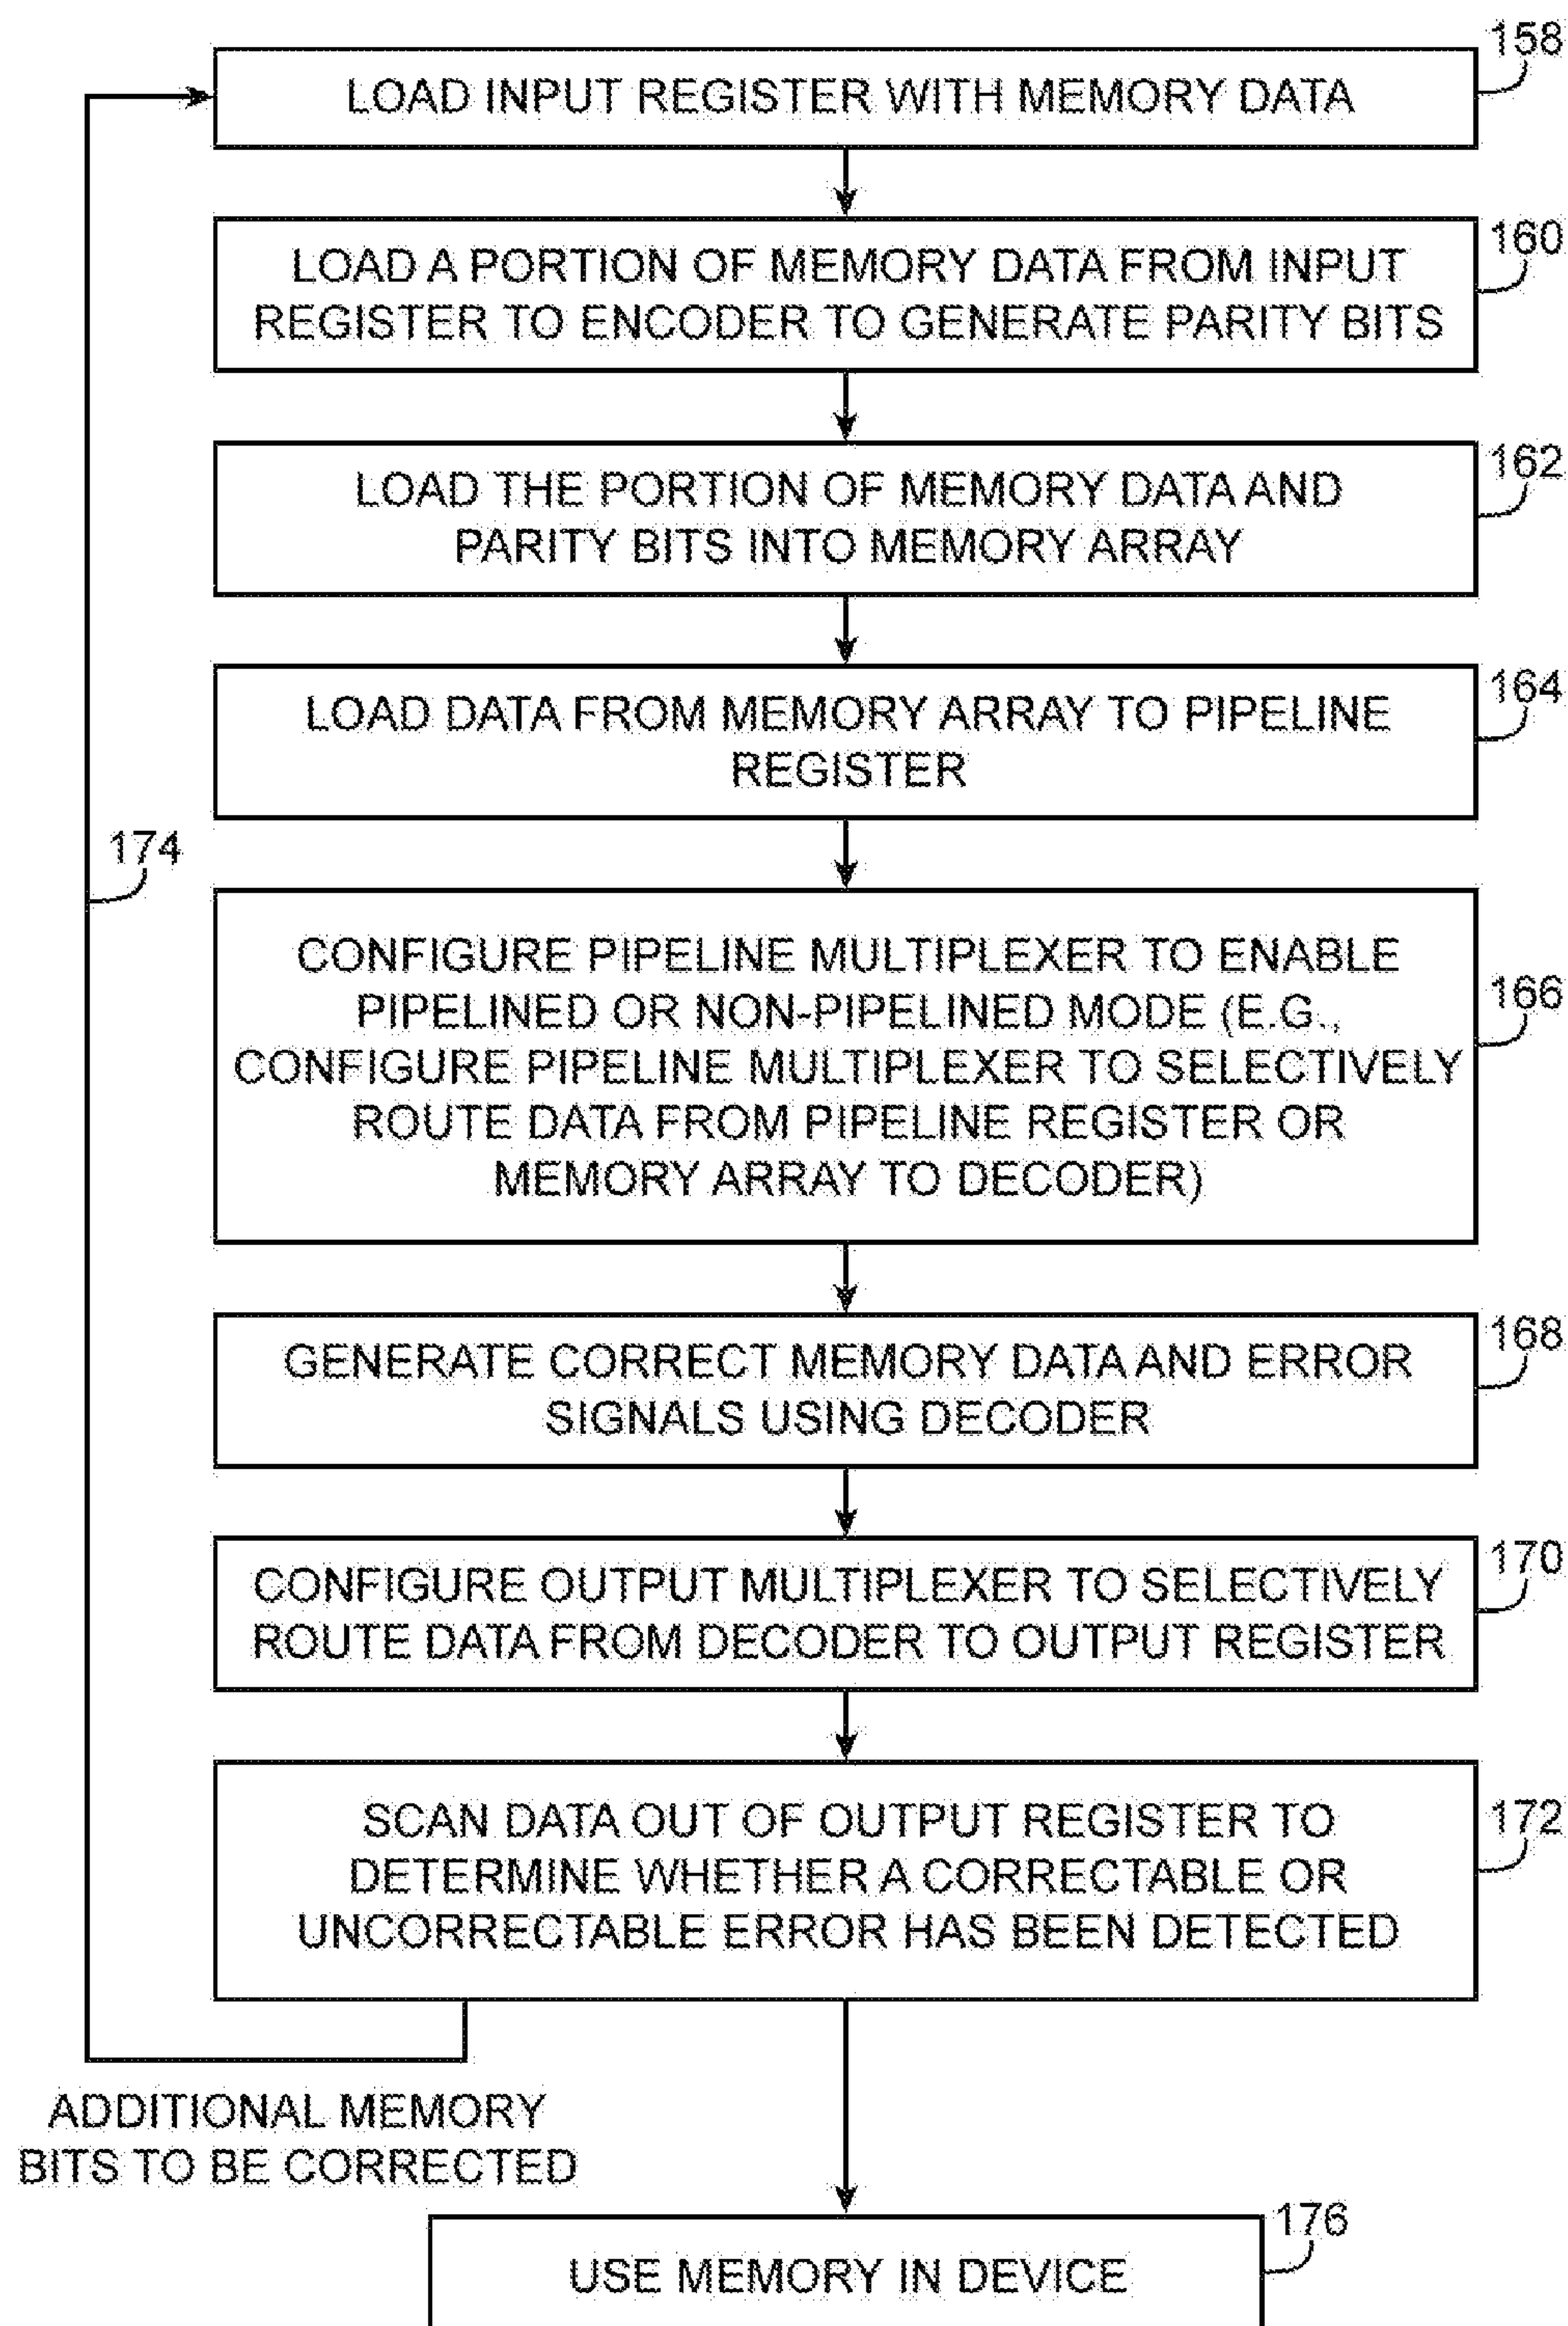 158
LOAD INPUT REGISTER WITH MEMORY DATA
160
LOAD A PORTION OF MEMORY DATA FROM INPUT
REGISTER TO ENCODER TO GENERATE PARITY BITS
162
LOAD THE PORTION OF MEMORY DATA AND
PARITY BITS INTO MEMORY ARRAY
164
LOAD DATA FROM MEMORY ARRAY TO PIPELINE
REGISTER
174
CONFIGURE PIPELINE MULTIPLEXER TO ENABLE
PIPELINED OR NON-PIPELINED MODE (E.G.,
166
CONFIGURE PIPELINE MULTIPLEXER TO SELECTIVELY
ROUTE DATA FROM PIPELINE REGISTER OR
MEMORY ARRAY TO DECODER)
168
GENERATE CORRECT MEMORY DATA AND ERROR
SIGNALS USING DECODER
170
CONFIGURE OUTPUT MULTIPLEXER TO SELECTIVELY
ROUTE DATA FROM DECODER TO OUTPUT REGISTER
172
SCAN DATA OUT OF OUTPUT REGISTER TO
DETERMINE WHETHER A CORRECTABLE OR
UNCORRECTABLE ERROR HAS BEEN DETECTED
ADDITIONAL MEMORY
BITS TO BE CORRECTED
176
USE MEMORY IN DEVICE